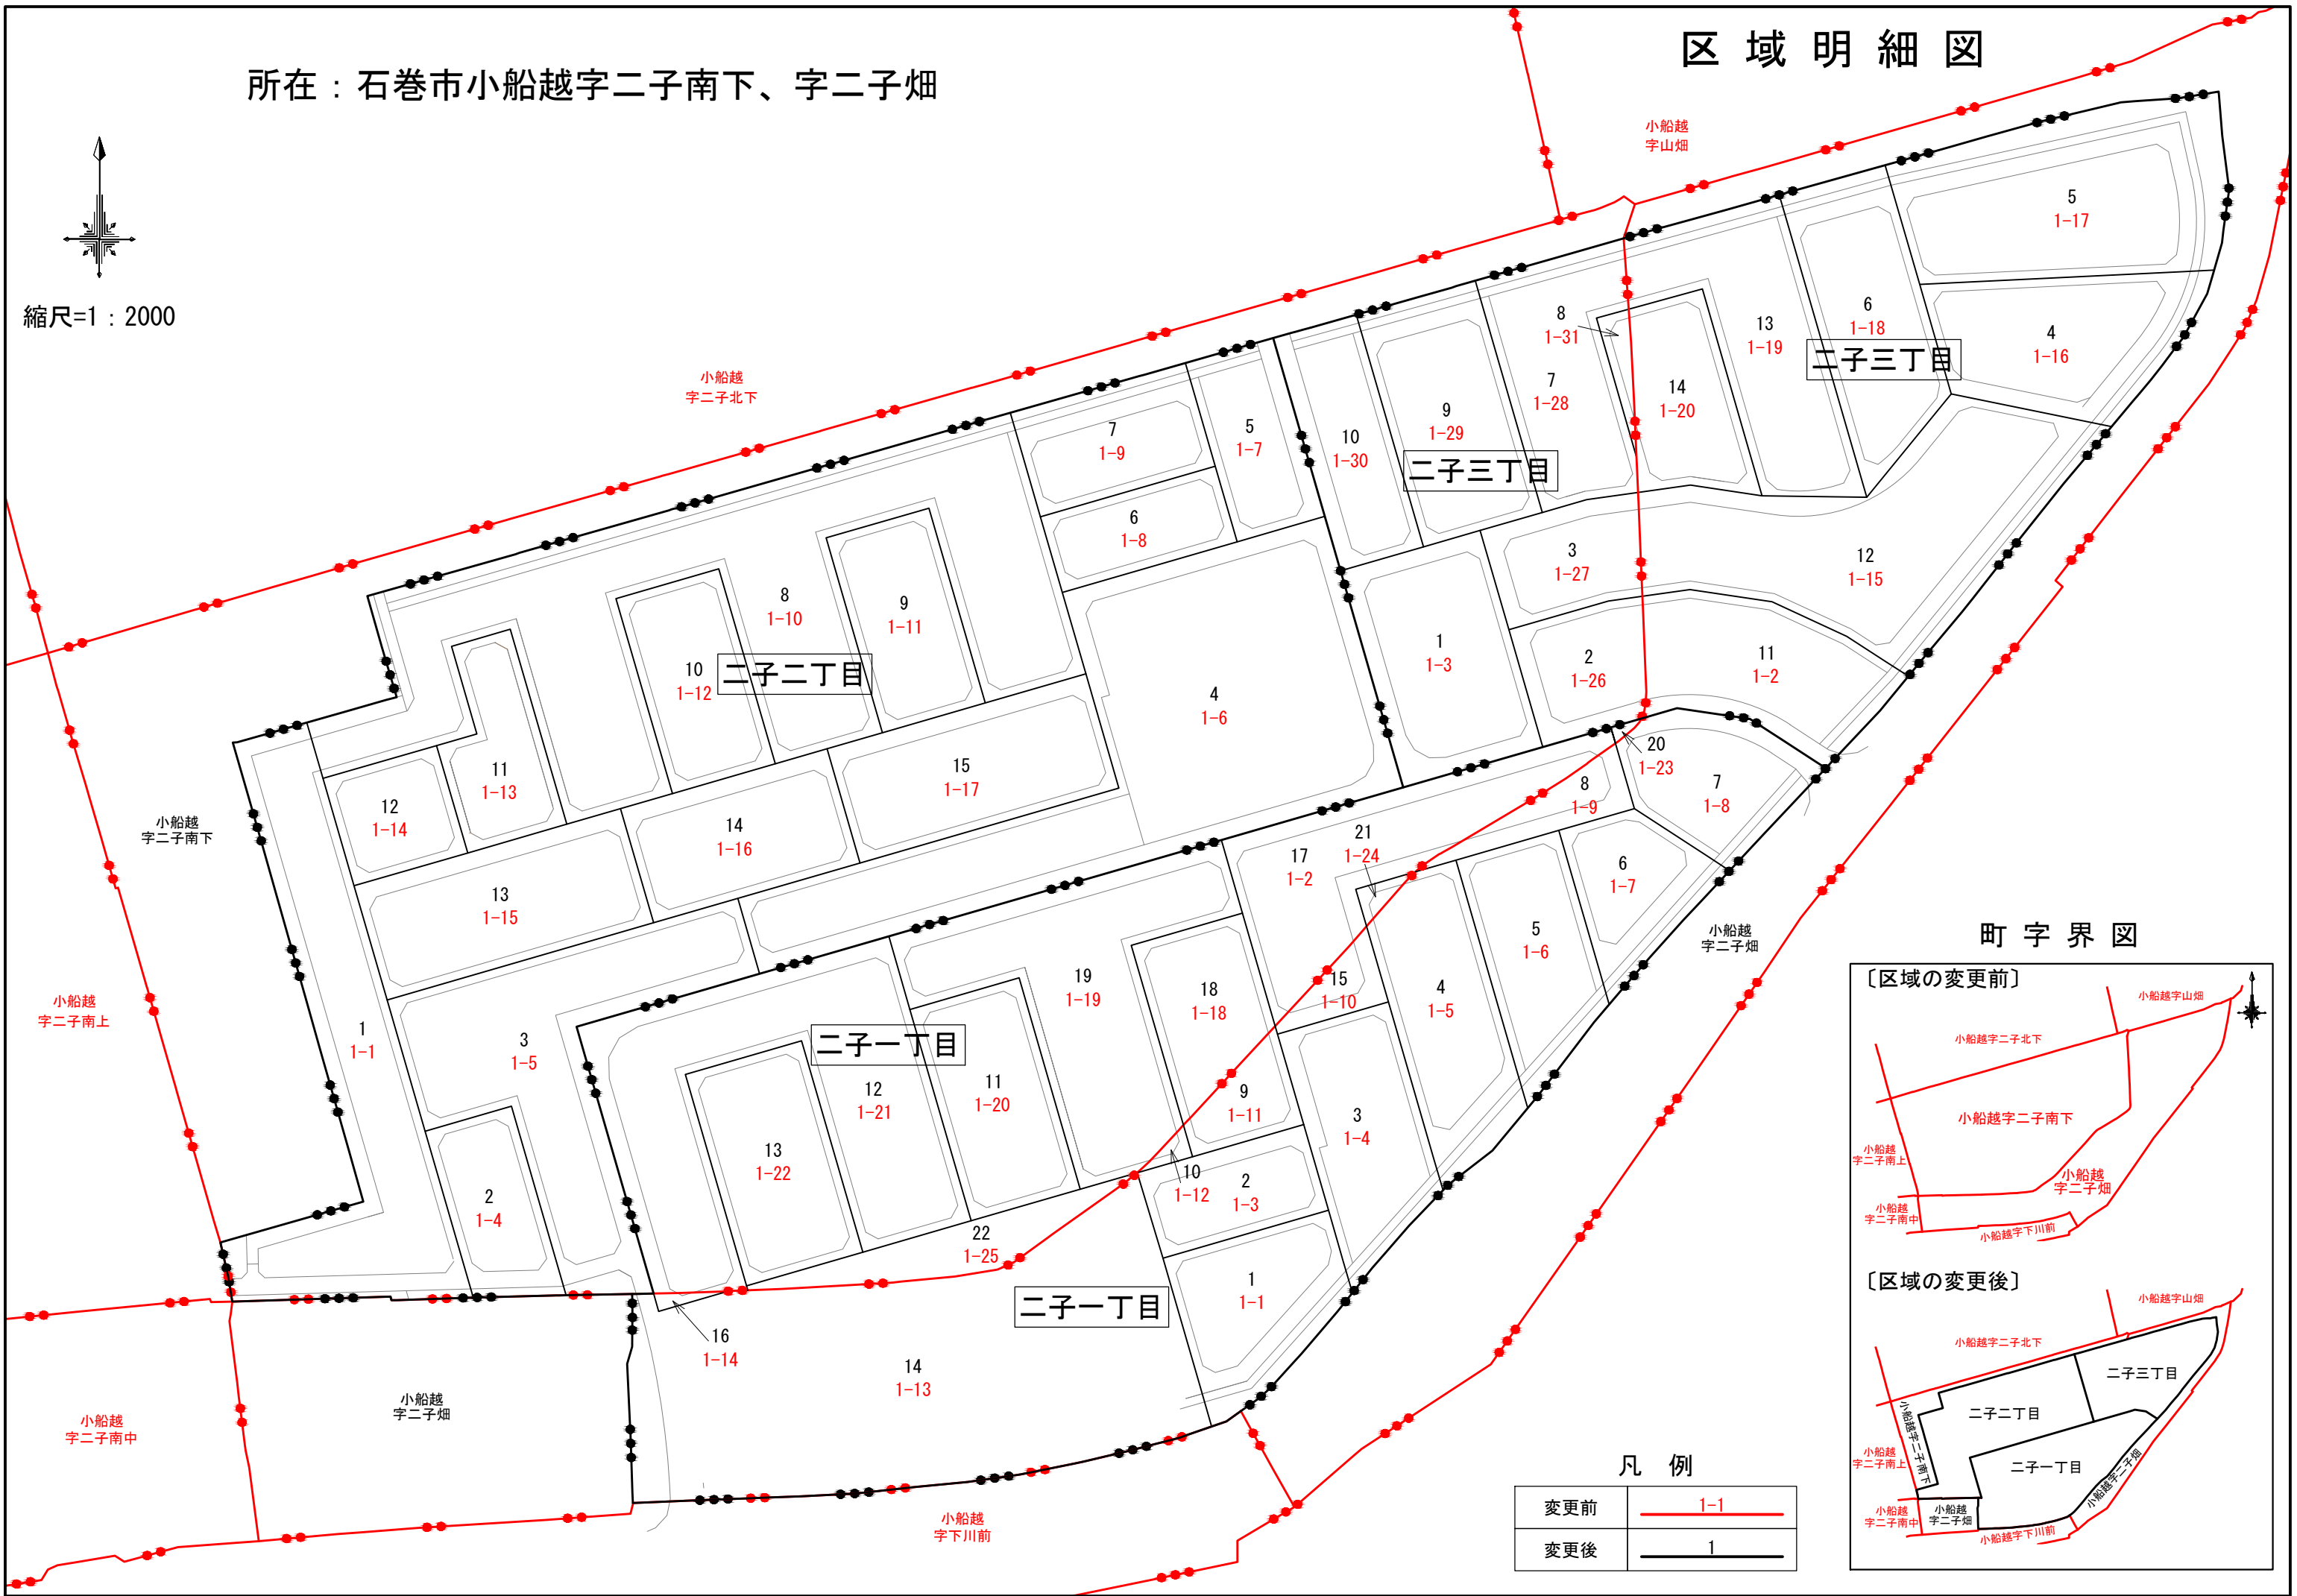 区域明細図
所在：石巻市小船越字二子南下、字二子畑
縮尺=1：2000
小船越
字山畑
小船越
字二子北下
5
1-17
6
1-18
4
1-16
二子三丁目
13
1-19
8
1-31
14
1-20
7
1-28
9
1-29
10
1-30
二子三丁目
3
1-27
12
1-15
1
1-3
2
1-26
11
1-2
7
1-9
5
1-7
6
1-8
8
1-10
9
1-11
10
1-12
二子二丁目
4
1-6
11
1-13
12
1-14
15
1-17
14
1-16
13
1-15
小船越
字二子南下
小船越
字二子南上
1
1-1
3
1-5
2
1-4
20
1-23
7
1-8
8
1-9
21
1-24
17
1-2
6
1-7
5
1-6
小船越
字二子畑
4
1-5
15
1-10
19
1-19
18
1-18
二子一丁目
11
1-20
12
1-21
13
1-22
9
1-11
3
1-4
10
1-12
2
1-3
22
1-25
1
1-1
二子一丁目
16
1-14
14
1-13
小船越
字二子畑
小船越
字二子南中
小船越
字下川前
凡例
変更前 1-1
変更後 1
町字界図
〔区域の変更前〕
小船越字山畑
小船越字二子北下
小船越字二子南下
小船越
字二子南上
小船越
字二子畑
小船越
字二子南中
小船越字下川前
〔区域の変更後〕
小船越字山畑
小船越字二子北下
二子三丁目
二子二丁目
小船越字二子南下
小船越
字二子南上
二子一丁目
小船越字二子畑
小船越
字二子南中
小船越
字二子畑
小船越字下川前